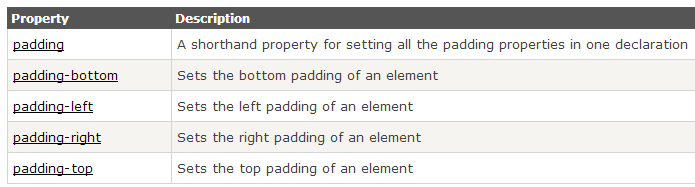 Property Description
padding A shorthand property for setting all the padding properties in one declaration
padding-bottom Sets the bottom padding of an element
padding-left Sets the left padding of an element
padding-right Sets the right padding of an element
padding-top Sets the top padding of an element